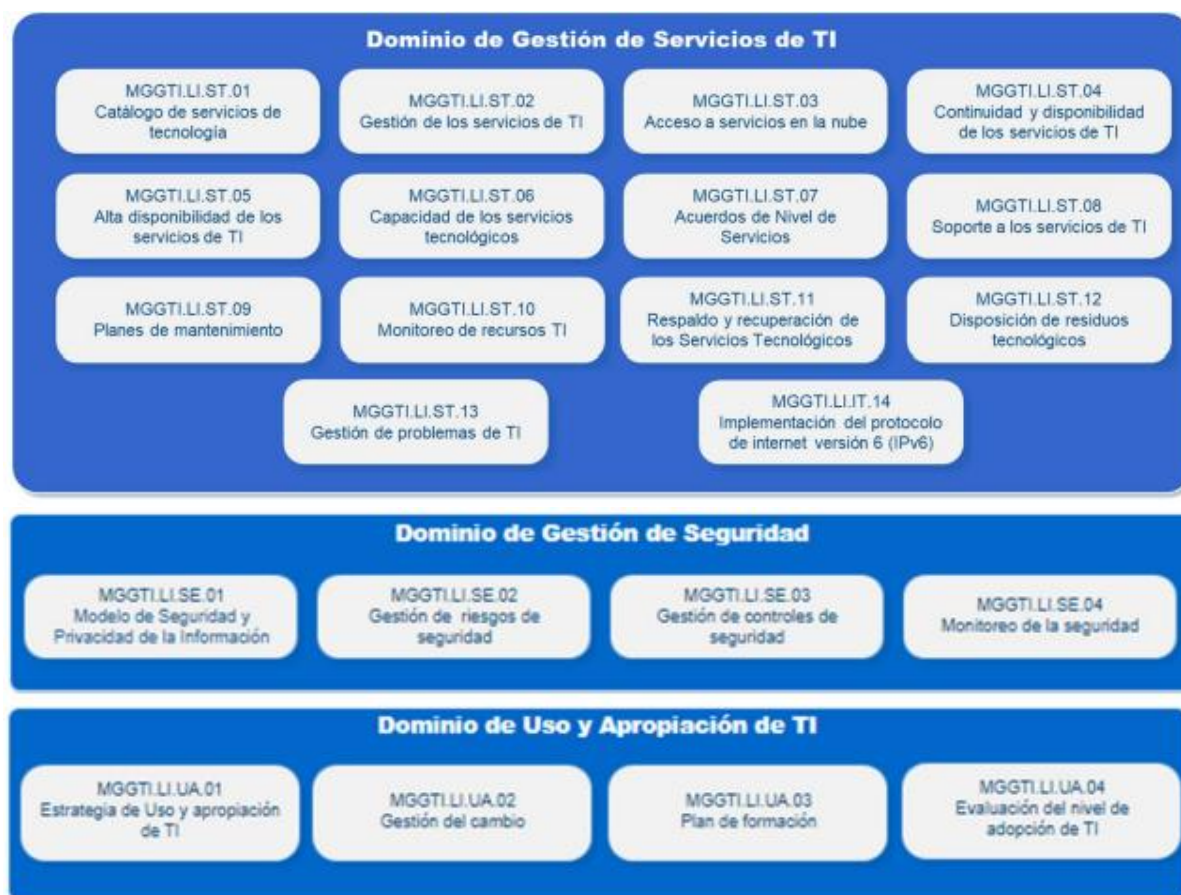 Dominio de Gestión de Servicios de TI
MGGTI.LI.ST.01
Catálogo de servicios de
tecnología
MGGTI.LI.ST.02
Gestión de los servicios de TI
MGGTI.LI.ST.03
Acceso a servicios en la nube
MGGTI.LI.ST.04
Continuidad y disponibilidad
de los servicios de TI
MGGTI.LI.ST.05
Alta disponibilidad de los
servicios de TI
MGGTI.LI.ST.06
Capacidad de los servicios
tecnológicos
MGGTI.LI.ST.07
Acuerdos de Nivel de
Servicios
MGGTI.LI.ST.08
Soporte a los servicios de TI
MGGTI.LI.ST.09
Planes de mantenimiento
MGGTI.LI.ST.10
Monitoreo de recursos TI
MGGTI.LI.ST.11
Respaldo y recuperación de
los Servicios Tecnológicos
MGGTI.LI.ST.12
Disposición de residuos
tecnológicos
MGGTI.LI.ST.13
Gestión de problemas de TI
MGGTI.LI.IT.14
Implementación del protocolo
de internet versión 6 (IPv6)
Dominio de Gestión de Seguridad
MGGTI.LI.SE.01
Modelo de Seguridad y
Privacidad de la Información
MGGTI.LI.SE.02
Gestión de riesgos de
seguridad
MGGTI.LI.SE.03
Gestión de controles de
seguridad
MGGTI.LI.SE.04
Monitoreo de la seguridad
Dominio de Uso y Apropiación de TI
MGGTI.LI.UA.01
Estrategia de Uso y apropiación
de TI
MGGTI.LI.UA.02
Gestión del cambio
MGGTI.LI.UA.03
Plan de formación
MGGTI.LI.UA.04
Evaluación del nivel de
adopción de TI